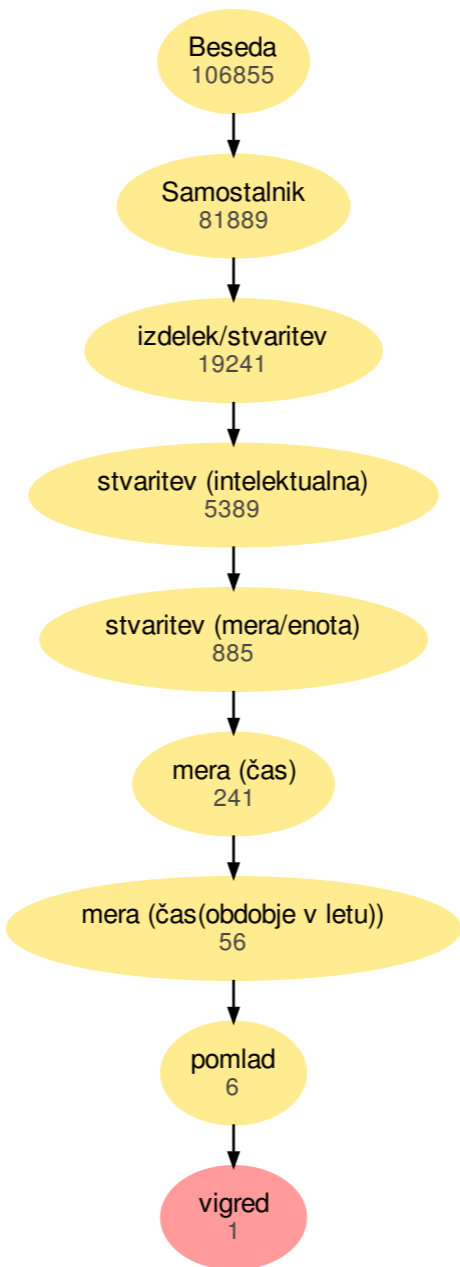 Beseda
106855
Samostalnik
81889
izdelek/stvaritev
19241
stvaritev (intelektualna)
5389
stvaritev (mera/enota)
885
mera (čas)
241
mera (čas(obdobje v letu))
56
pomlad
6
vigred
1